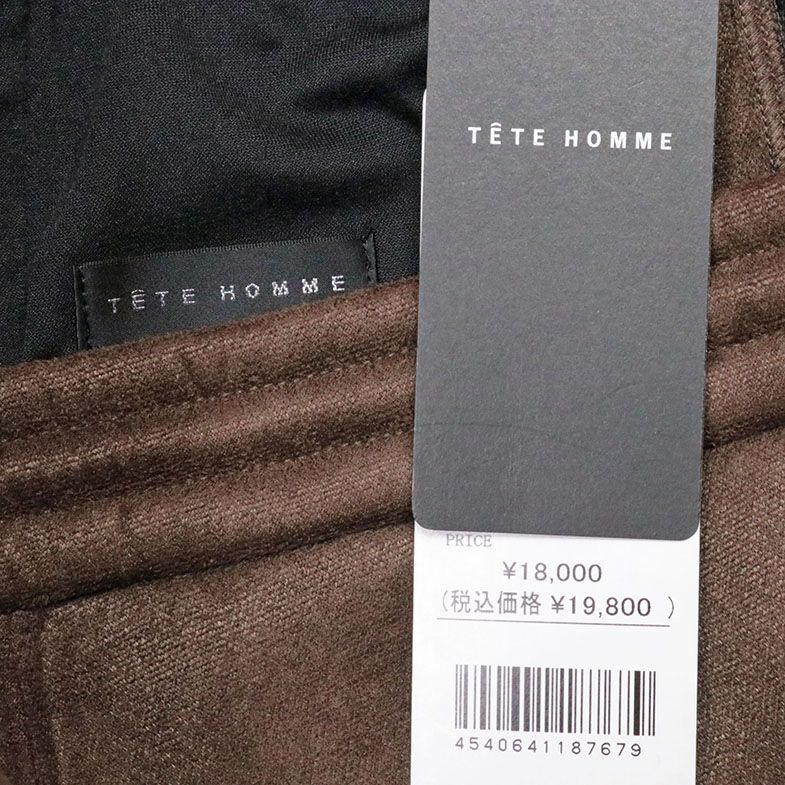 TÊTE HOMME
TÊTE HOMME
PRICE
¥18,000
(税込価格 ¥19,800 )
4540641187679